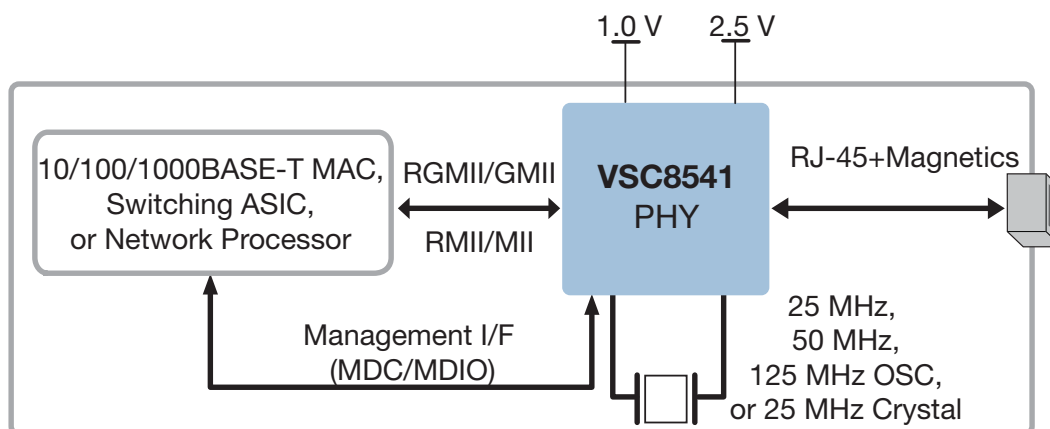 1.0 V
2.5 V
10/100/1000BASE-T MAC,
Switching ASIC,
or Network Processor
RGMII/GMII
RMII/MII
VSC8541
PHY
RJ-45+Magnetics
Management I/F
(MDC/MDIO)
25 MHz,
50 MHz,
125 MHz OSC,
or 25 MHz Crystal